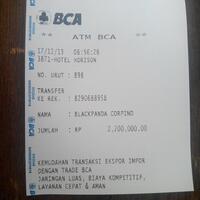 BCA
** ATM BCA **
17/12/13 06:56:28
3871-HOTEL HORISON
NO. URUT : 898
TRANSFER
KE REK. : 8290688958
NAMA : BLACKPANDA CORPINO
JUMLAH : RP 2,200,000.00
KEMUDAHAN TRANSAKSI EKSPOR IMPOR
DENGAN TRADE BCA
JARINGAN LUAS, BIAYA KOMPETITIF,
LAYANAN CEPAT & AMAN